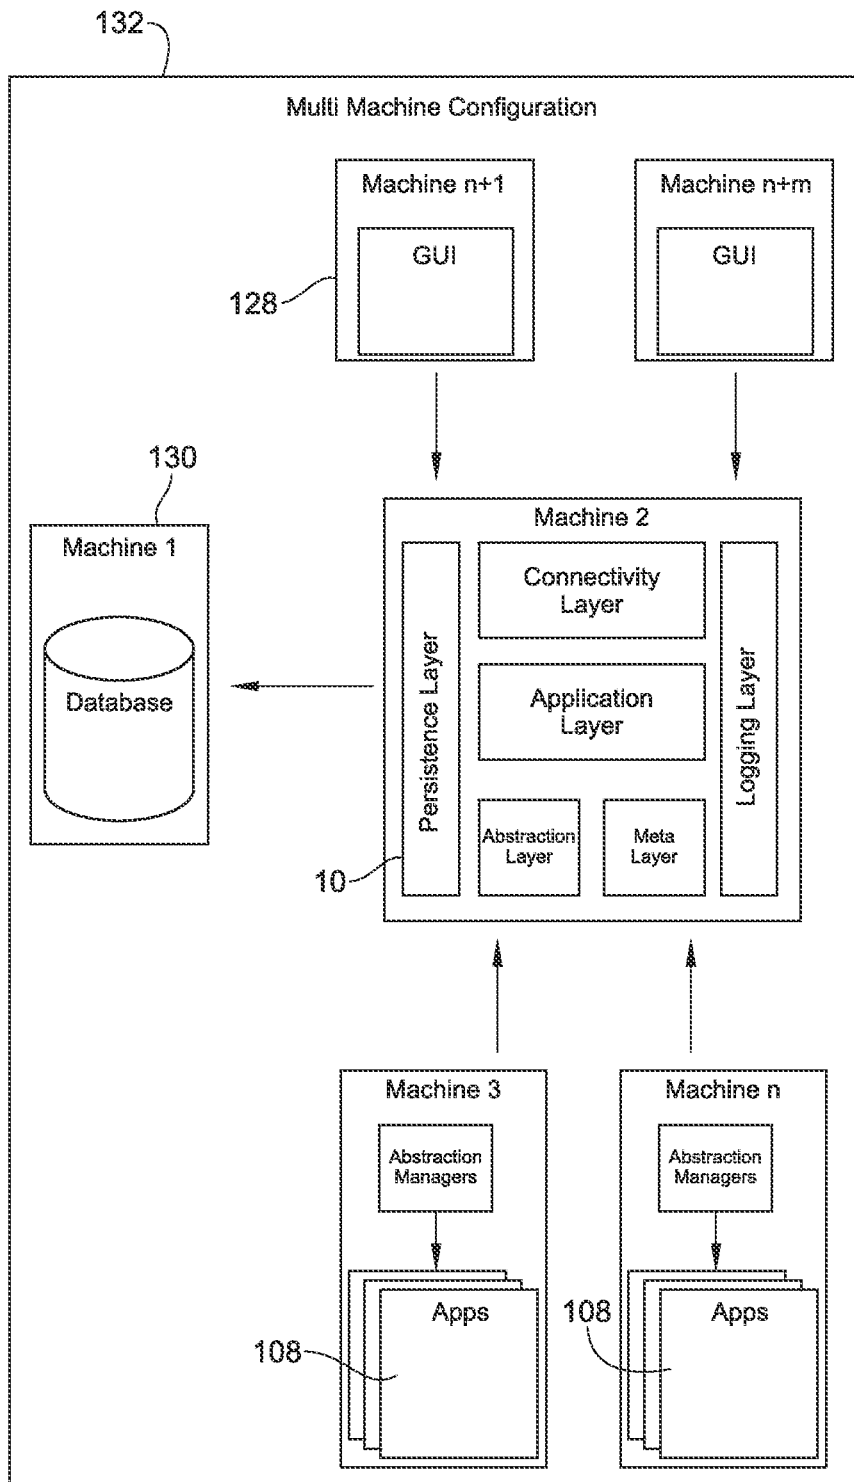 132
Multi Machine Configuration
Machine n+1
GUI
128
Machine n+m
GUI
130
Machine 1
Database
Machine 2
Persistence Layer
Connectivity
Layer
Application
Layer
Abstraction
Layer
Meta
Layer
Logging Layer
10
Machine 3
Abstraction
Managers
Apps
108
Machine n
Abstraction
Managers
Apps
108